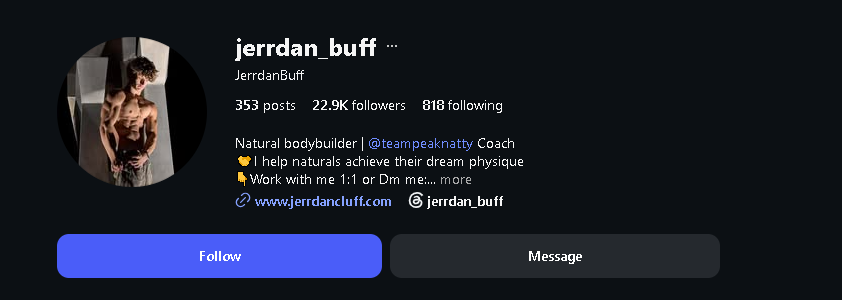 jerrdan_buff ...
JerrdanBuff
353 posts 22.9K followers 818 following
Natural bodybuilder | @teampeaknatty Coach
I help naturals achieve their dream physique
Work with me 1:1 or Dm me:... more
www.jerrdancluff.com jerrdan_buff
Follow Message